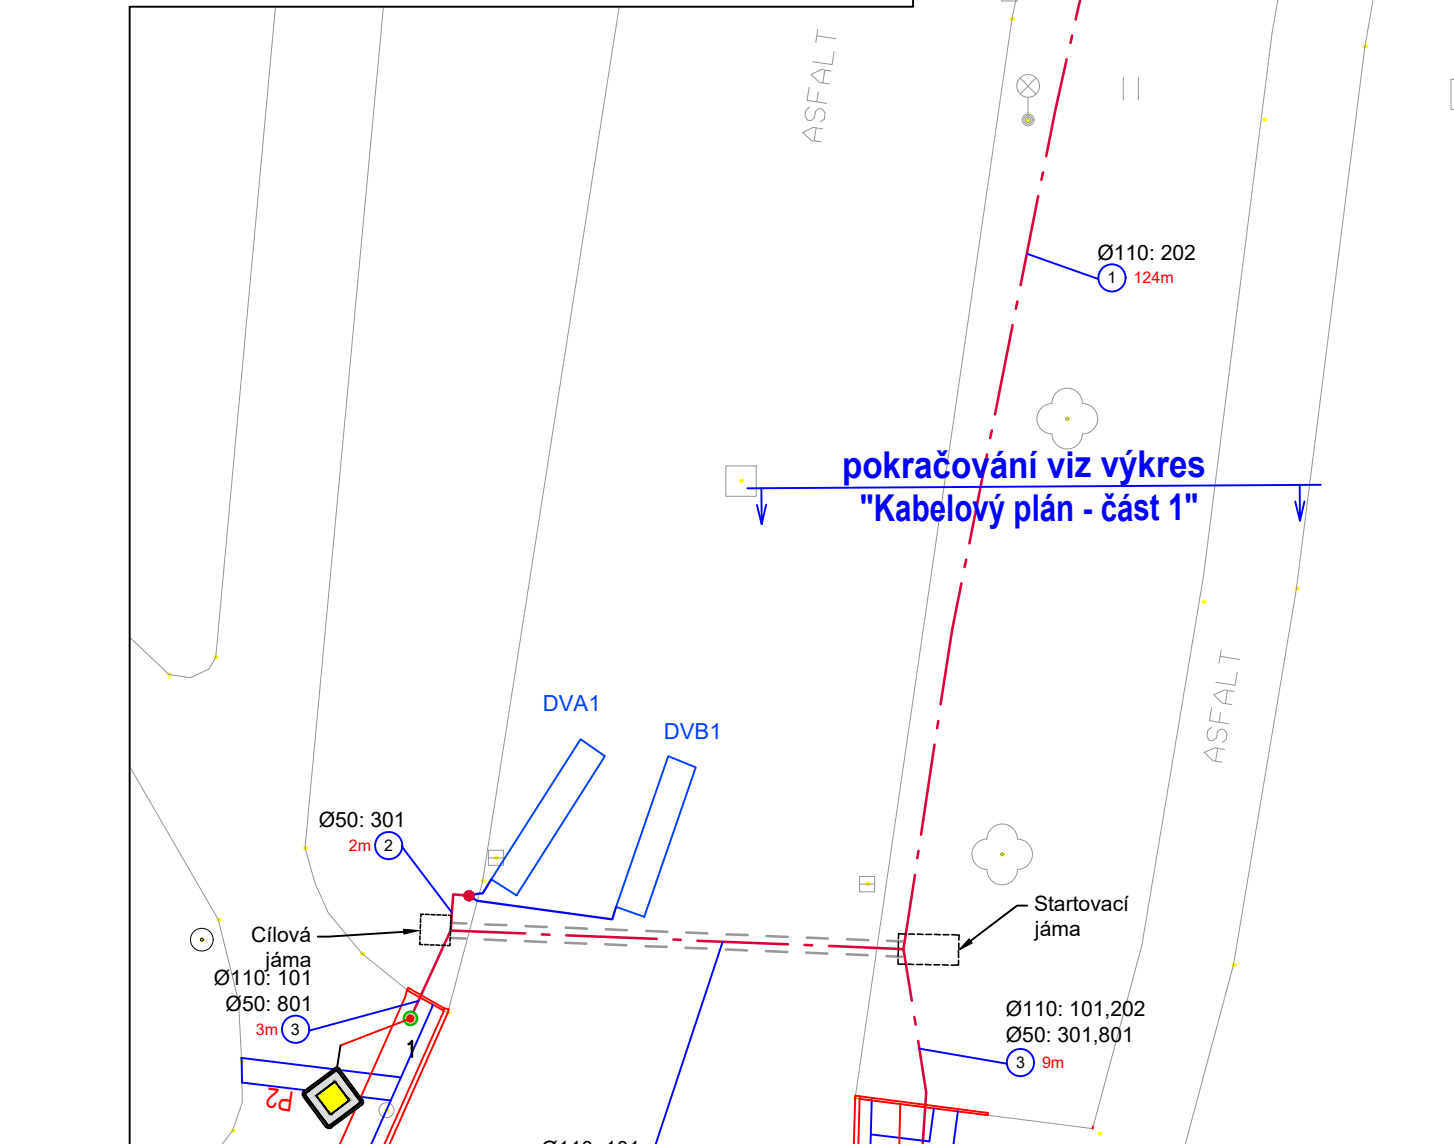 ASFALT
Ø110: 202
1 124m
pokračování viz výkres
"Kabelový plán - část 1"
ASFALT
DVA1
DVB1
Ø50: 301
2m 2
Startovací
jáma
Cílová
jáma
Ø110: 101
Ø50: 801
3m 3
Ø110: 101,202
Ø50: 301,801
3 9m
1
P2
Ø110: 101